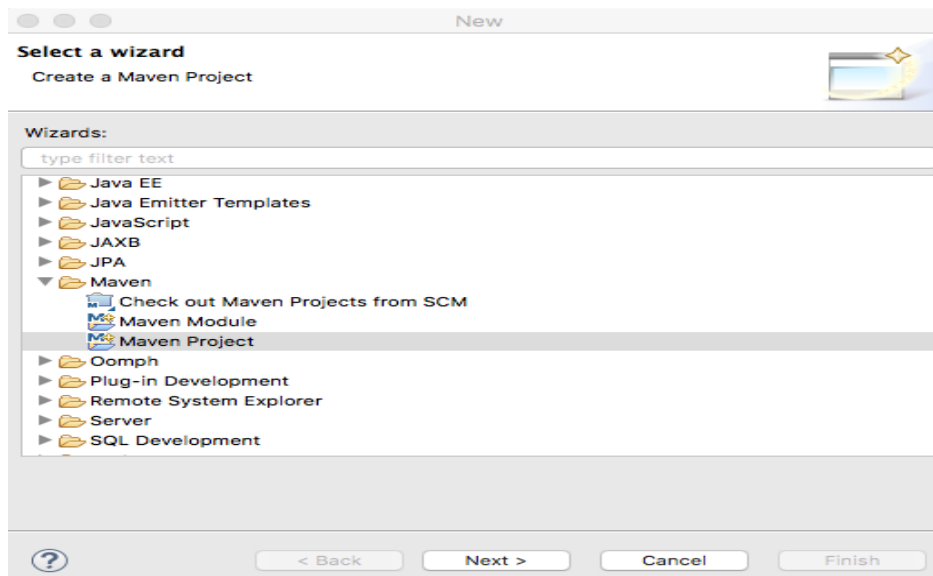 New
Select a wizard
Create a Maven Project
Wizards:
type filter text
Java EE
Java Emitter Templates
JavaScript
JAXB
JPA
Maven
Check out Maven Projects from SCM
Maven Module
Maven Project
Oomph
Plug-in Development
Remote System Explorer
Server
SQL Development
?
< Back Next > Cancel Finish